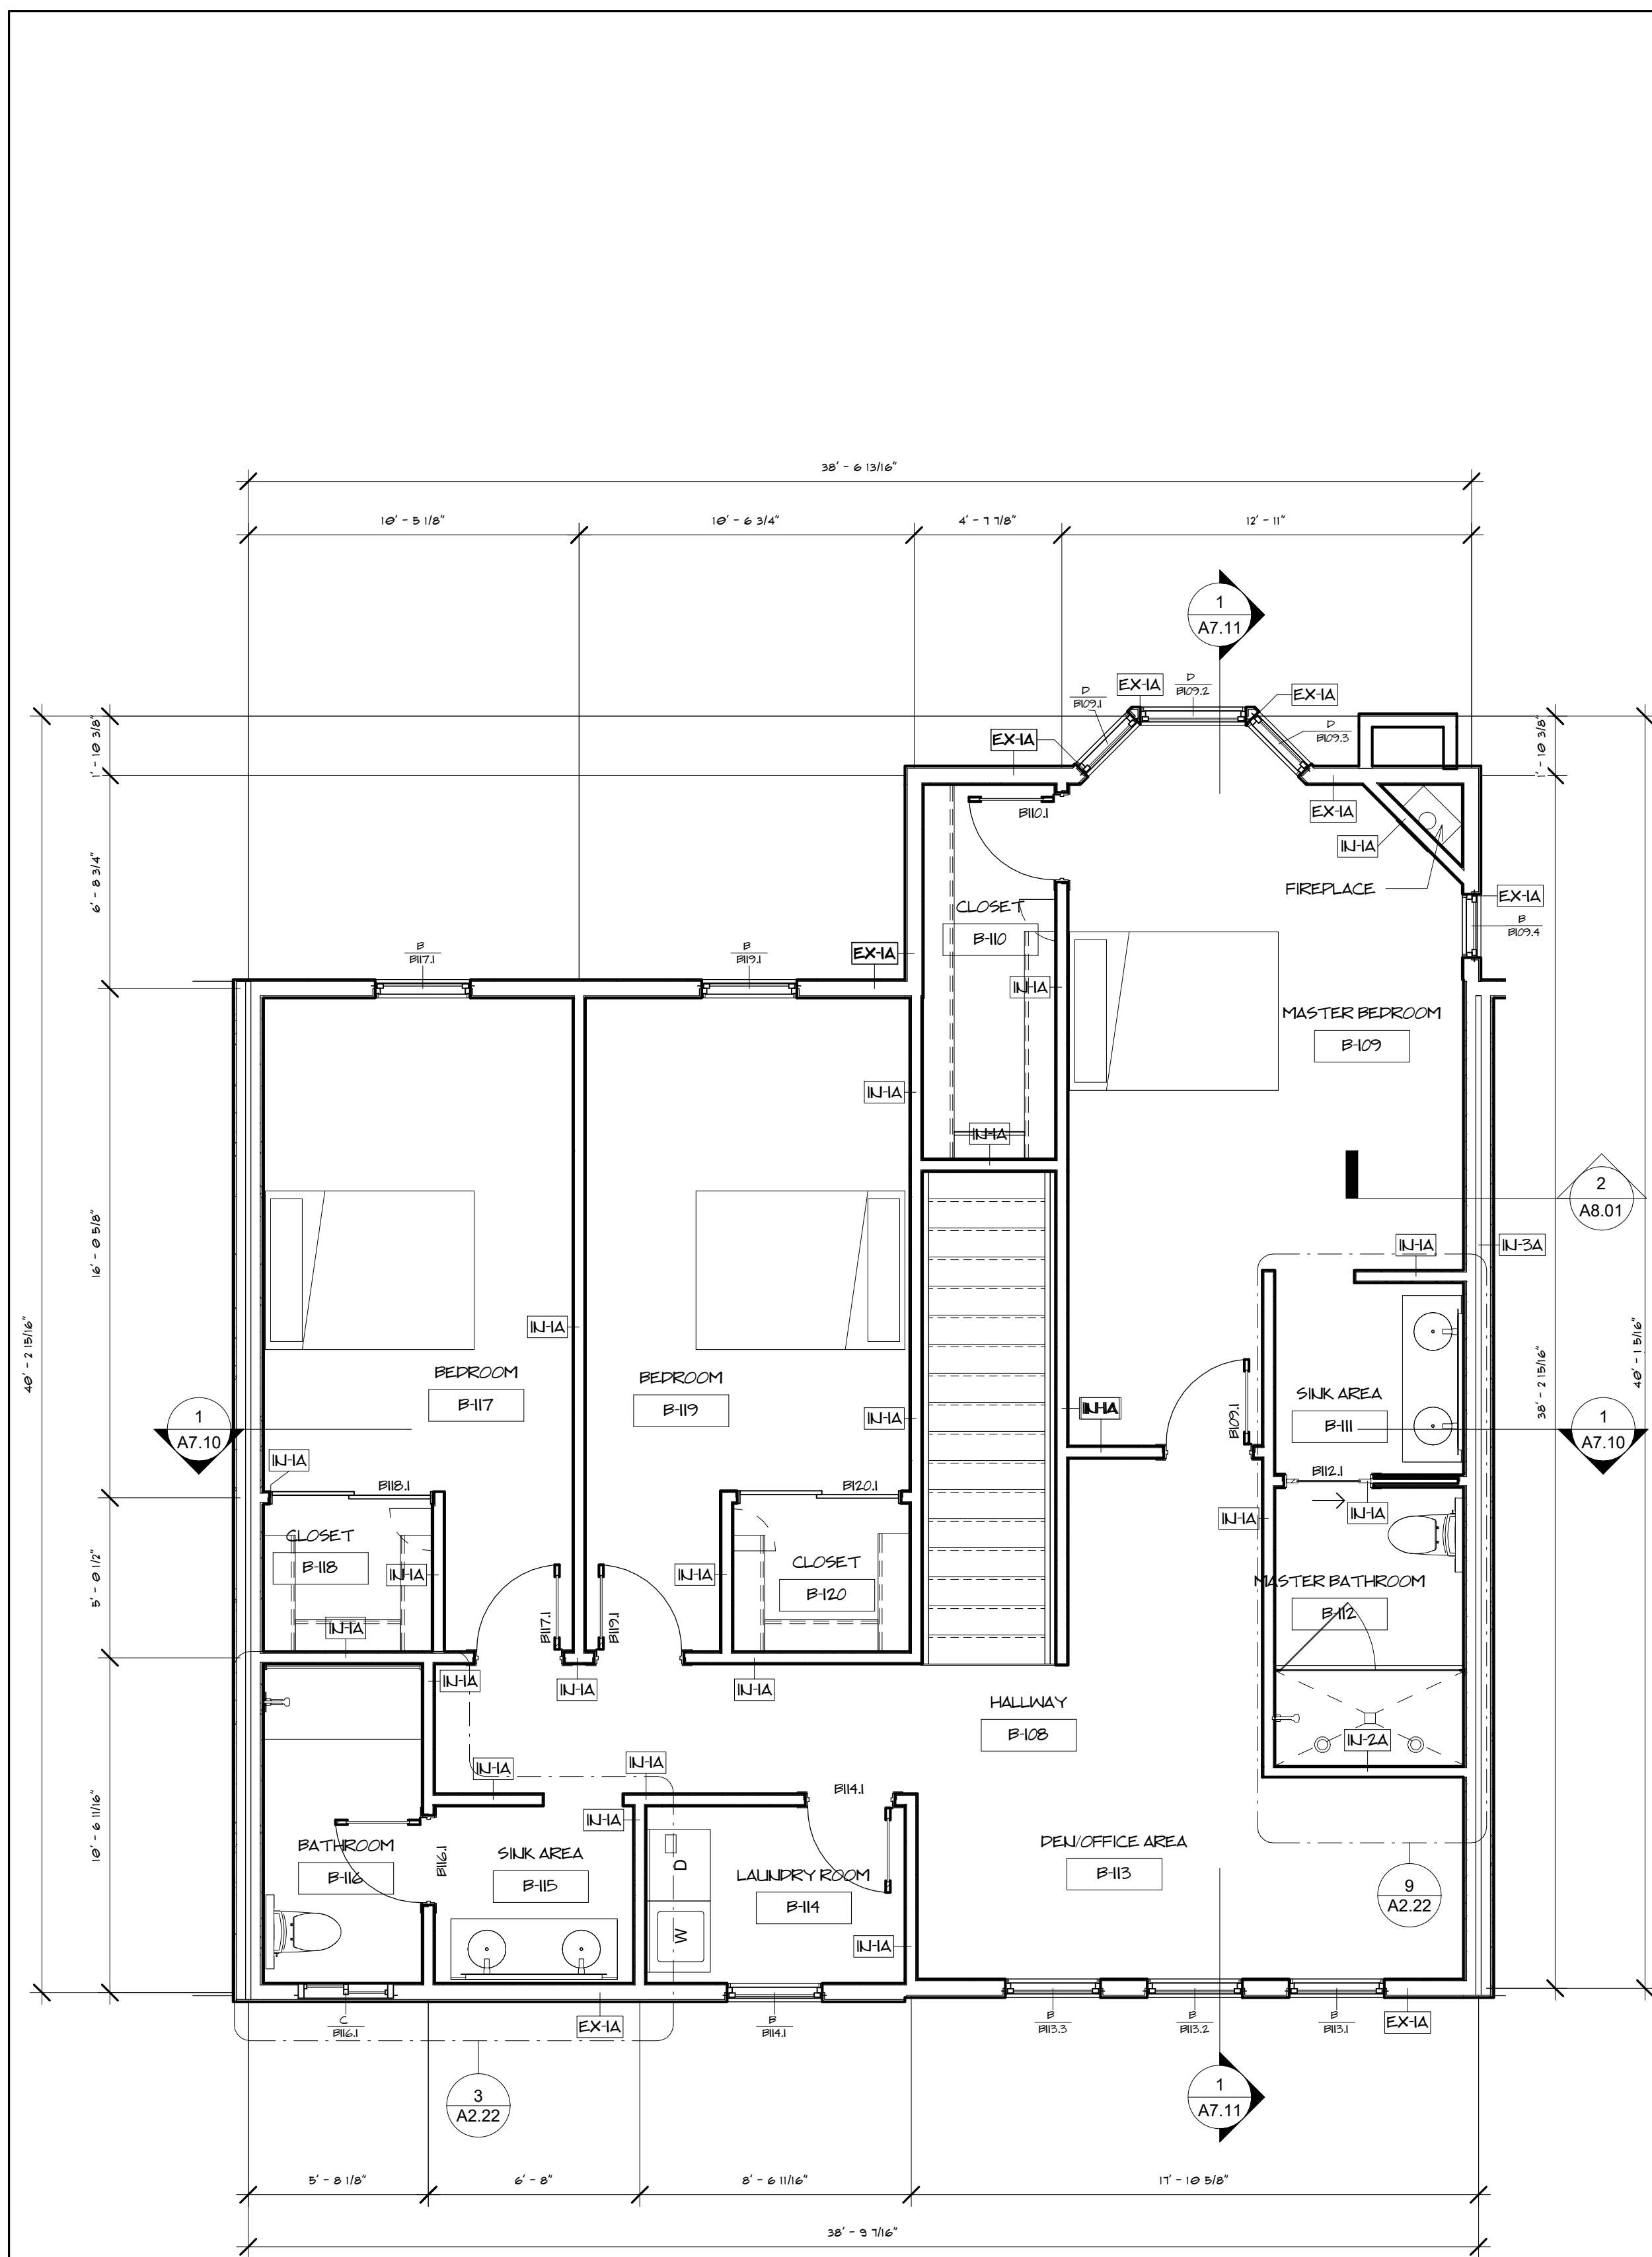 38' - 6 13/16"
10' - 5 1/8"
10' - 6 3/4"
4' - 7 7/8"
12' - 11"
1
A7.11
D
B109.1
EX-1A
D
B109.2
EX-1A
D
B109.3
EX-1A
1' - 10 3/8"
1' - 10 3/8"
B110.1
EX-1A
IN-1A
FIREPLACE
6' - 8 3/4"
CLOSET
B-110
EX-1A
B
B109.4
B
B117.1
B
B119.1
EX-1A
IN-1A
MASTER BEDROOM
B-109
IN-1A
IN-1A
2
A8.01
16' - 0 5/8"
IN-1A
IN-3A
IN-1A
40' - 2 15/16"
38' - 2 15/16"
40' - 1 5/16"
BEDROOM
B-117
BEDROOM
B-119
SINK AREA
B-111
IN-1A
IN-1A
B109.1
1
A7.10
1
A7.10
IN-1A
B118.1
B120.1
B112.1
IN-1A
IN-1A
CLOSET
B-118
IN-1A
IN-1A
CLOSET
B-120
MASTER BATHROOM
B-112
5' - 0 1/2"
IN-1A
B117.1
B119.1
IN-1A
IN-1A
IN-1A
HALLWAY
B-108
IN-2A
IN-1A
IN-1A
B114.1
10' - 6 11/16"
IN-1A
BATHROOM
B-116
B116.1
SINK AREA
B-115
D
W
LAUNDRY ROOM
B-114
DEN/OFFICE AREA
B-113
9
A2.22
IN-1A
C
B116.1
EX-1A
B
B114.1
B
B113.3
B
B113.2
B
B113.1
EX-1A
3
A2.22
1
A7.11
5' - 8 1/8"
6' - 8"
8' - 6 11/16"
17' - 10 5/8"
38' - 9 7/16"